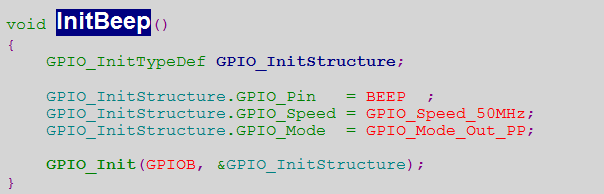 void InitBeep()
{
    GPIO_InitTypeDef GPIO_InitStructure;
    GPIO_InitStructure.GPIO_Pin   = BEEP  ;
    GPIO_InitStructure.GPIO_Speed = GPIO_Speed_50MHz;
    GPIO_InitStructure.GPIO_Mode  = GPIO_Mode_Out_PP;
    GPIO_Init(GPIOB, &GPIO_InitStructure);
}